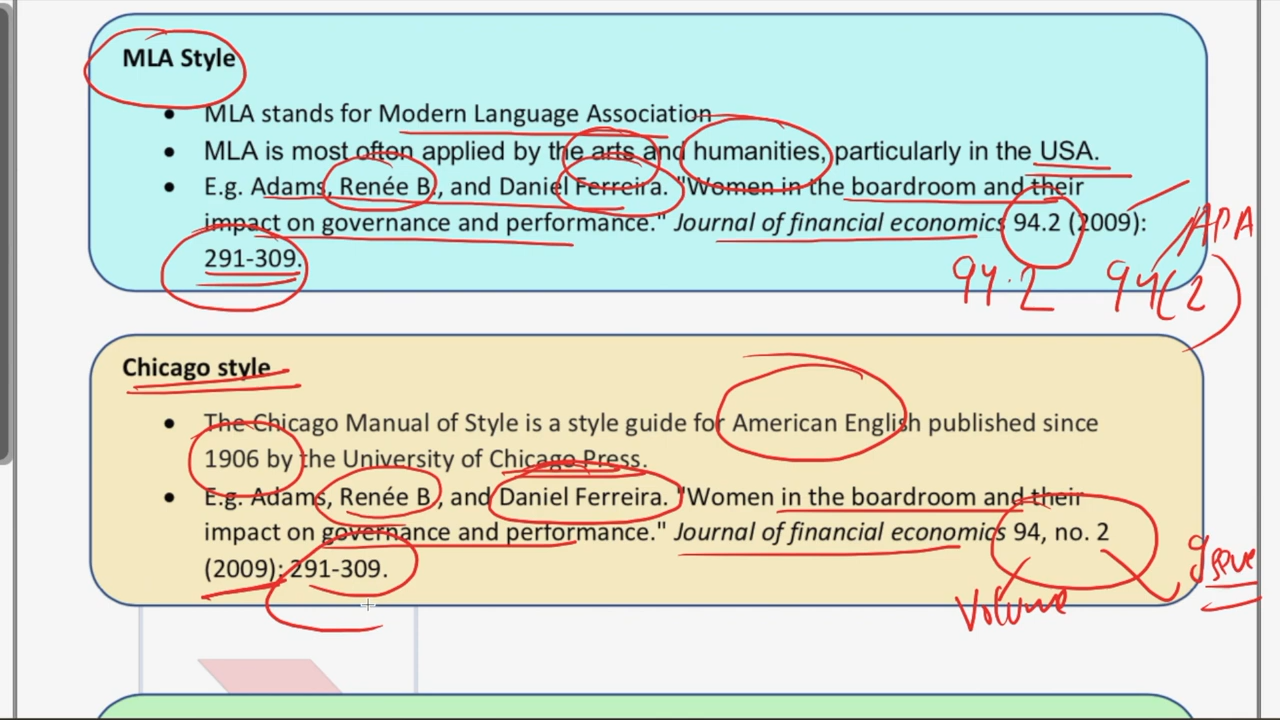 MLA Style
• MLA stands for Modern Language Association
• MLA is most often applied by the arts and humanities, particularly in the USA.
• E.g. Adams, Renée B., and Daniel Ferreira. "Women in the boardroom and their
impact on governance and performance." Journal of financial economics 94.2 (2009):
291-309.
APA
94.2 94(2)
Chicago style
• The Chicago Manual of Style is a style guide for American English published since
1906 by the University of Chicago Press.
• E.g. Adams, Renée B., and Daniel Ferreira. "Women in the boardroom and their
impact on governance and performance." Journal of financial economics 94, no. 2
(2009): 291-309.
Volume